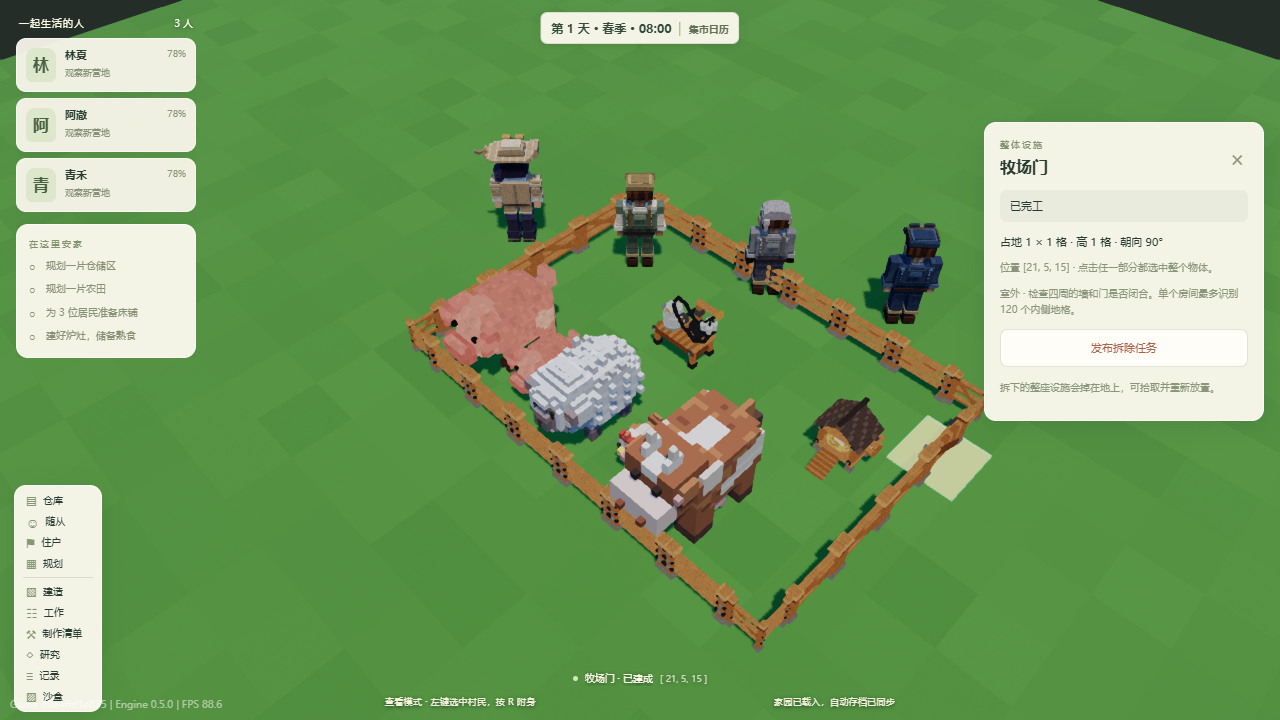 一起生活的人 3 人
林 林夏 78%
观察新营地
阿 阿澈 78%
观察新营地
青 青禾 78%
观察新营地
在这里安家
规划一片仓储区
规划一片农田
为 3 位居民准备床铺
建好炉灶，储备熟食
第 1 天 • 春季 • 08:00 集市日历
整体设施
牧场门
已完工
占地 1 × 1 格 · 高 1 格 · 朝向 90°
位置 [21, 5, 15] · 点击任一部分都选中整个物体。
室外 · 检查四周的墙和门是否闭合。单个房间最多识别
120 个内侧地格。
发布拆除任务
拆下的整座设施会掉在地上，可拾取并重新放置。
仓库
随从
住户
规划
建造
工作
制作清单
研究
记录
沙盒
| Engine 0.5.0 | FPS 88.6
牧场门 · 已建成 [ 21, 5, 15 ]
查看模式 · 左键选中村民，按 R 附身
家园已载入，自动存档已同步